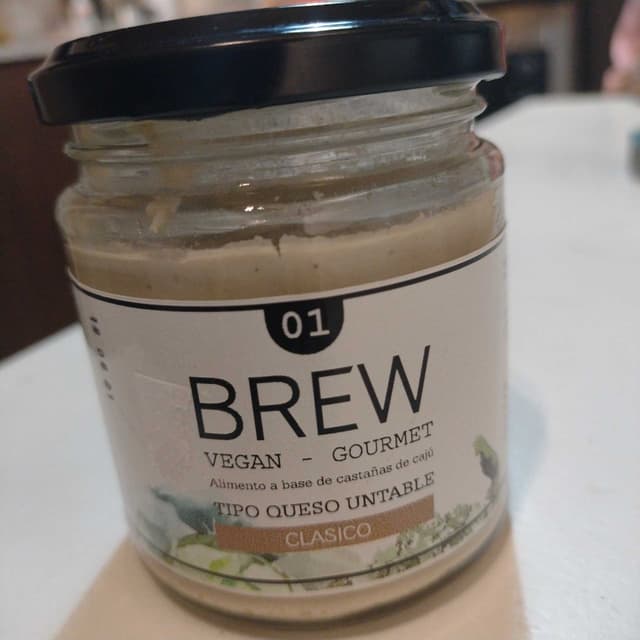 01
BREW
VEGAN - GOURMET
Alimento a base de castañas de cajú
TIPO QUESO UNTABLE
CLASICO